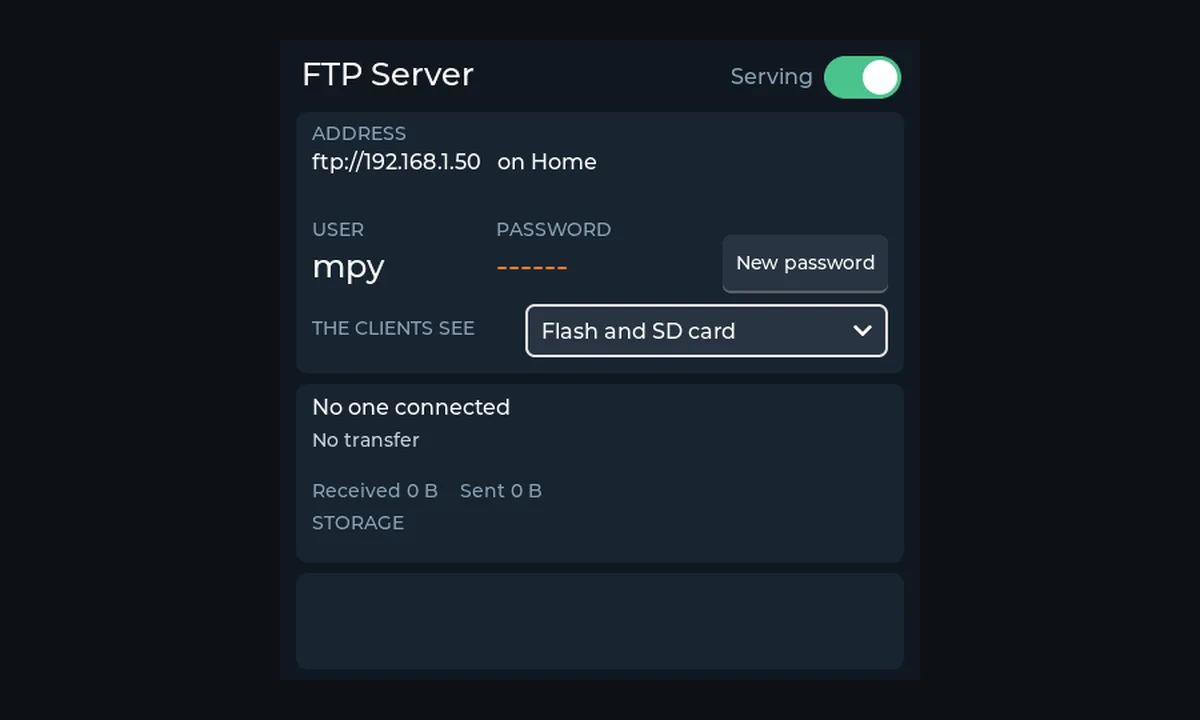 FTP Server
Serving
ADDRESS
ftp://192.168.1.50 on Home
USER
PASSWORD
mpy
------
New password
THE CLIENTS SEE
Flash and SD card
No one connected
No transfer
Received 0 B Sent 0 B
STORAGE